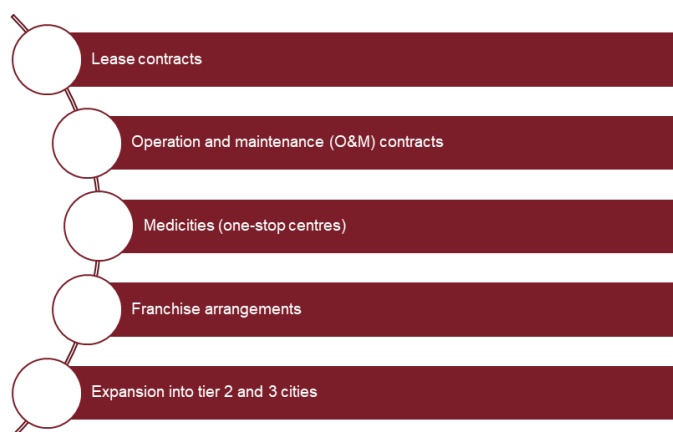 Lease contracts
Operation and maintenance (O&M) contracts
Medicities (one-stop centres)
Franchise arrangements
Expansion into tier 2 and 3 cities